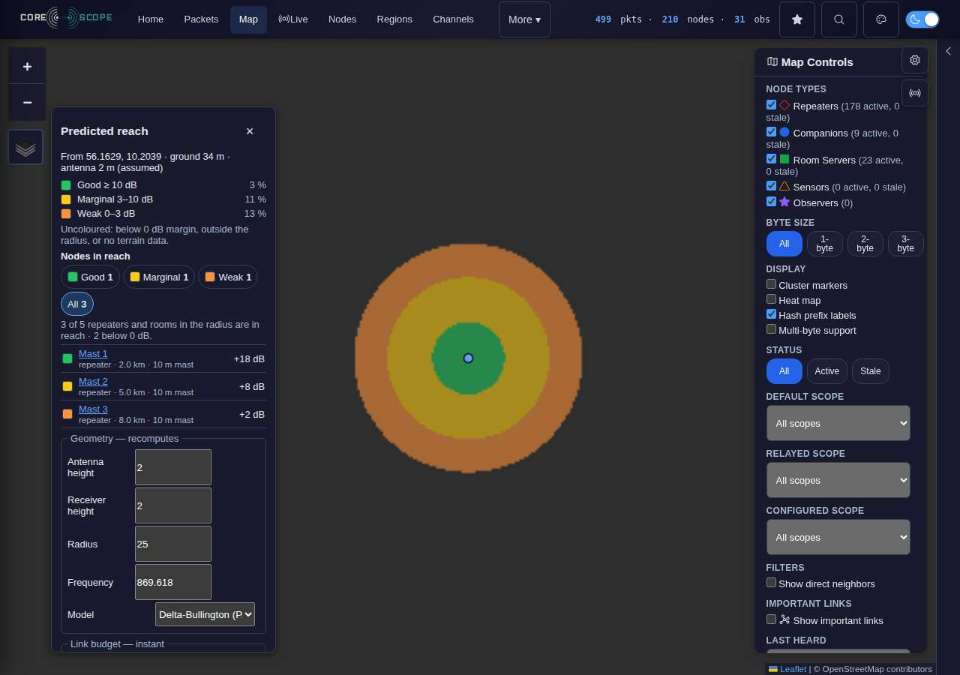 CORE SCOPE
Home
Packets
Map
Live
Nodes
Regions
Channels
More ▾
499 pkts · 210 nodes · 31 obs
+
−
Predicted reach
×
From 56.1629, 10.2039 · ground 34 m ·
antenna 2 m (assumed)
Good ≥ 10 dB 3 %
Marginal 3–10 dB 11 %
Weak 0–3 dB 13 %
Uncoloured: below 0 dB margin, outside the
radius, or no terrain data.
Nodes in reach
Good 1
Marginal 1
Weak 1
All 3
3 of 5 repeaters and rooms in the radius are in
reach · 2 below 0 dB.
Mast 1
repeater · 2.0 km · 10 m mast
+18 dB
Mast 2
repeater · 5.0 km · 10 m mast
+8 dB
Mast 3
repeater · 8.0 km · 10 m mast
+2 dB
Geometry — recomputes
Antenna
height
2
Receiver
height
2
Radius
25
Frequency
869.618
Model
Delta-Bullington (P
Link budget — instant
Map Controls
NODE TYPES
Repeaters (178 active, 0
stale)
Companions (9 active, 0
stale)
Room Servers (23 active,
0 stale)
Sensors (0 active, 0 stale)
Observers (0)
BYTE SIZE
All
1-
byte
2-
byte
3-
byte
DISPLAY
Cluster markers
Heat map
Hash prefix labels
Multi-byte support
STATUS
All
Active
Stale
DEFAULT SCOPE
All scopes
RELAYED SCOPE
All scopes
CONFIGURED SCOPE
All scopes
FILTERS
Show direct neighbors
IMPORTANT LINKS
Show important links
LAST HEARD
Leaflet | © OpenStreetMap contributors